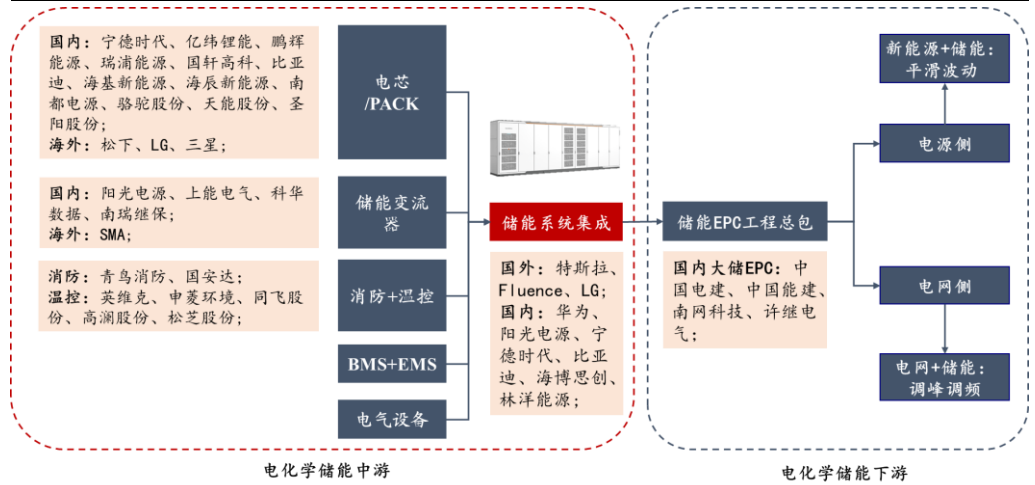 国内：宁德时代、亿纬锂能、鹏辉
能源、瑞浦能源、国轩高科、比亚
迪、海基新能源、海辰新能源、南
都电源、骆驼股份、天能股份、圣
阳股份；
海外：松下、LG、三星；
电芯
/PACK
国内：阳光电源、上能电气、科华
数据、南瑞继保；
海外：SMA；
储能变流
器
消防：青鸟消防、国安达；
温控：英维克、申菱环境、同飞股
份、高澜股份、松芝股份；
消防+温控
BMS+EMS
电气设备
储能系统集成
国外：特斯拉、
Fluence、LG；
国内：华为、
阳光电源、宁
德时代、比亚
迪、海博思创、
林洋能源；
电化学储能中游
储能EPC工程总包
国内大储EPC：中
国电建、中国能建、
南网科技、许继电
气；
新能源+储能：
平滑波动
电源侧
电网侧
电网+储能：
调峰调频
电化学储能下游